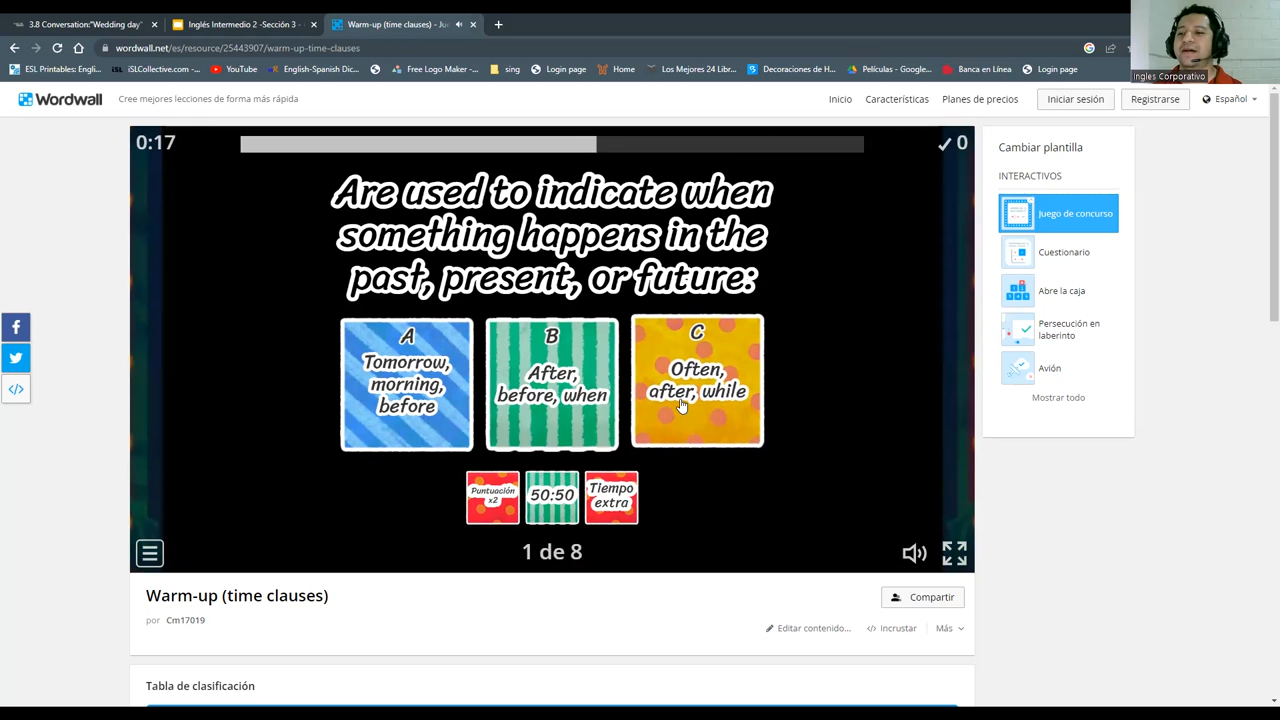 3.8 Conversation:"Wedding day"
Inglés Intermedio 2 -Sección 3 -
Warm-up (time clauses) - Ju
wordwall.net/es/resource/25443907/warm-up-time-clauses
ESL Printables: Engli...
iSLCollective.com -...
YouTube
English-Spanish Dic...
Free Logo Maker -...
sing
Login page
Home
Los Mejores 24 Libr...
Decoraciones de H...
Películas - Google...
Banca en Línea
Login page
Ingles Corporativo
Wordwall
Cree mejores lecciones de forma más rápida
Inicio
Características
Planes de precios
Iniciar sesión
Registrarse
Español
0:17
0
Are used to indicate when
something happens in the
past, present, or future:
A
Tomorrow,
morning,
before
B
After,
before, when
C
Often,
after, while
Puntuación
x2
50:50
Tiempo
extra
1 de 8
Cambiar plantilla
INTERACTIVOS
Juego de concurso
Cuestionario
Abre la caja
Persecución en
laberinto
Avión
Mostrar todo
Warm-up (time clauses)
Compartir
por Cm17019
Editar contenido...
Incrustar
Más
Tabla de clasificación